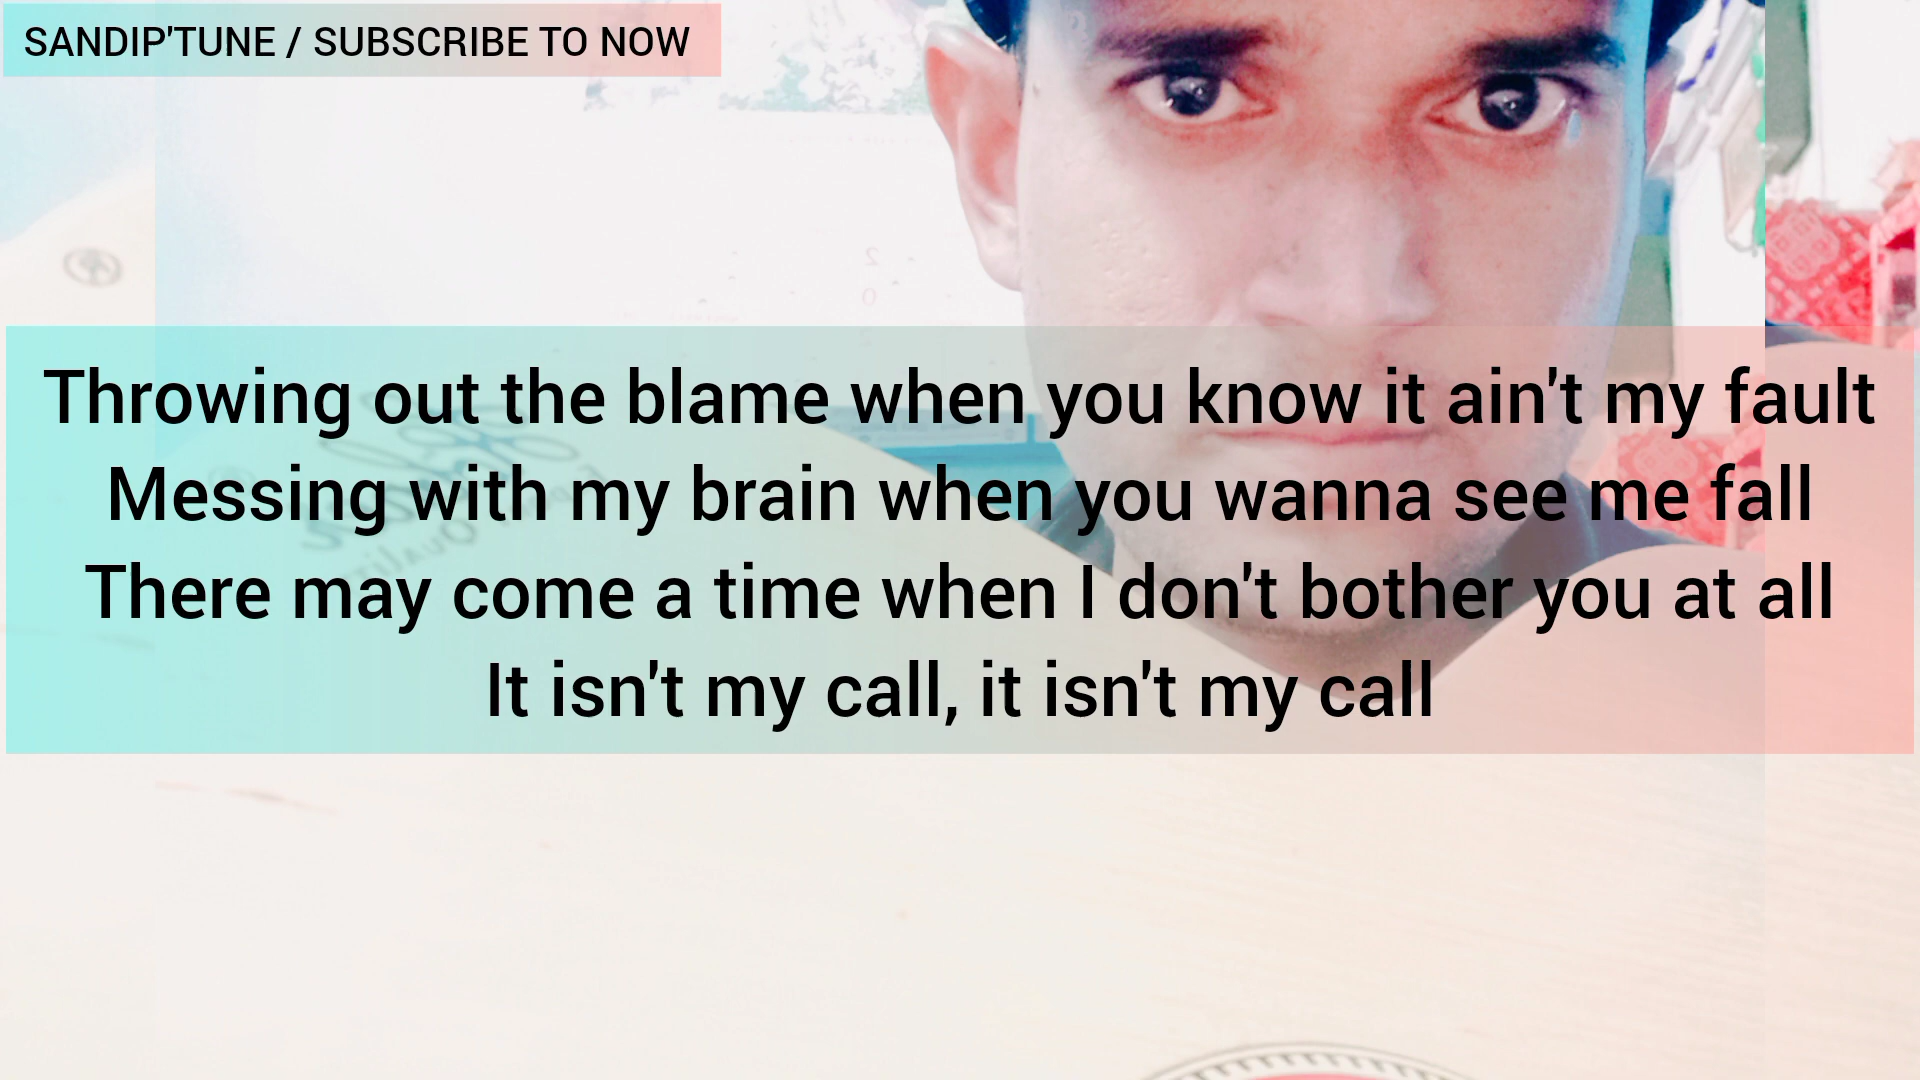 SANDIP'TUNE / SUBSCRIBE TO NOW
Throwing out the blame when you know it ain't my fault
Messing with my brain when you wanna see me fall
There may come a time when I don't bother you at all
It isn't my call, it isn't my call